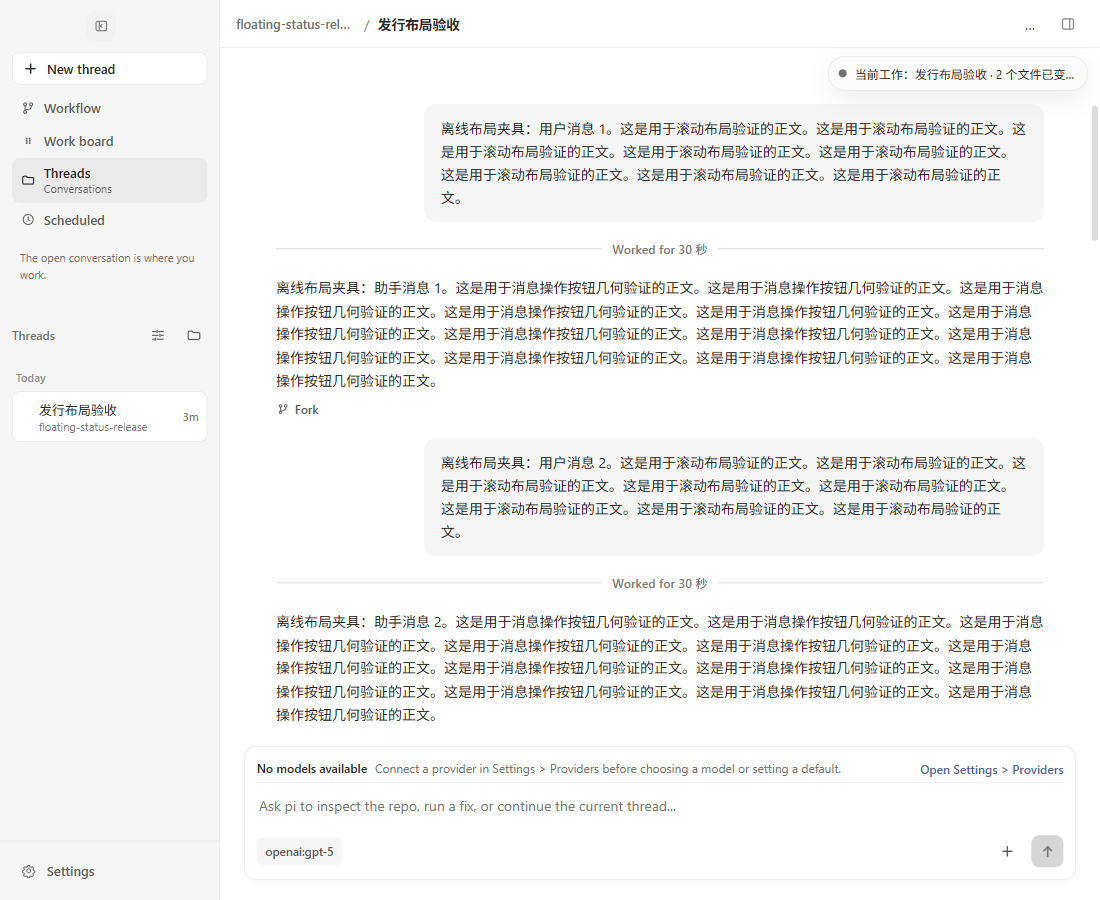 floating-status-rel... / 发行布局验收
...
New thread
Workflow
Work board
Threads
Conversations
Scheduled
The open conversation is where you
work.
Threads
Today
发行布局验收
3m
floating-status-release
Settings
当前工作：发行布局验收 · 2 个文件已变...
离线布局夹具：用户消息 1。这是用于滚动布局验证的正文。这是用于滚动布局验证的正文。这
是用于滚动布局验证的正文。这是用于滚动布局验证的正文。这是用于滚动布局验证的正文。
这是用于滚动布局验证的正文。这是用于滚动布局验证的正文。这是用于滚动布局验证的正
文。
Worked for 30 秒
离线布局夹具：助手消息 1。这是用于消息操作按钮几何验证的正文。这是用于消息操作按钮几何验证的正文。这是用于消息
操作按钮几何验证的正文。这是用于消息操作按钮几何验证的正文。这是用于消息操作按钮几何验证的正文。这是用于消息
操作按钮几何验证的正文。这是用于消息操作按钮几何验证的正文。这是用于消息操作按钮几何验证的正文。这是用于消息
操作按钮几何验证的正文。这是用于消息操作按钮几何验证的正文。这是用于消息操作按钮几何验证的正文。这是用于消息
操作按钮几何验证的正文。
Fork
离线布局夹具：用户消息 2。这是用于滚动布局验证的正文。这是用于滚动布局验证的正文。这
是用于滚动布局验证的正文。这是用于滚动布局验证的正文。这是用于滚动布局验证的正文。
这是用于滚动布局验证的正文。这是用于滚动布局验证的正文。这是用于滚动布局验证的正
文。
Worked for 30 秒
离线布局夹具：助手消息 2。这是用于消息操作按钮几何验证的正文。这是用于消息操作按钮几何验证的正文。这是用于消息
操作按钮几何验证的正文。这是用于消息操作按钮几何验证的正文。这是用于消息操作按钮几何验证的正文。这是用于消息
操作按钮几何验证的正文。这是用于消息操作按钮几何验证的正文。这是用于消息操作按钮几何验证的正文。这是用于消息
操作按钮几何验证的正文。这是用于消息操作按钮几何验证的正文。这是用于消息操作按钮几何验证的正文。这是用于消息
操作按钮几何验证的正文。
No models available Connect a provider in Settings > Providers before choosing a model or setting a default.
Open Settings > Providers
Ask pi to inspect the repo, run a fix, or continue the current thread...
openai:gpt-5